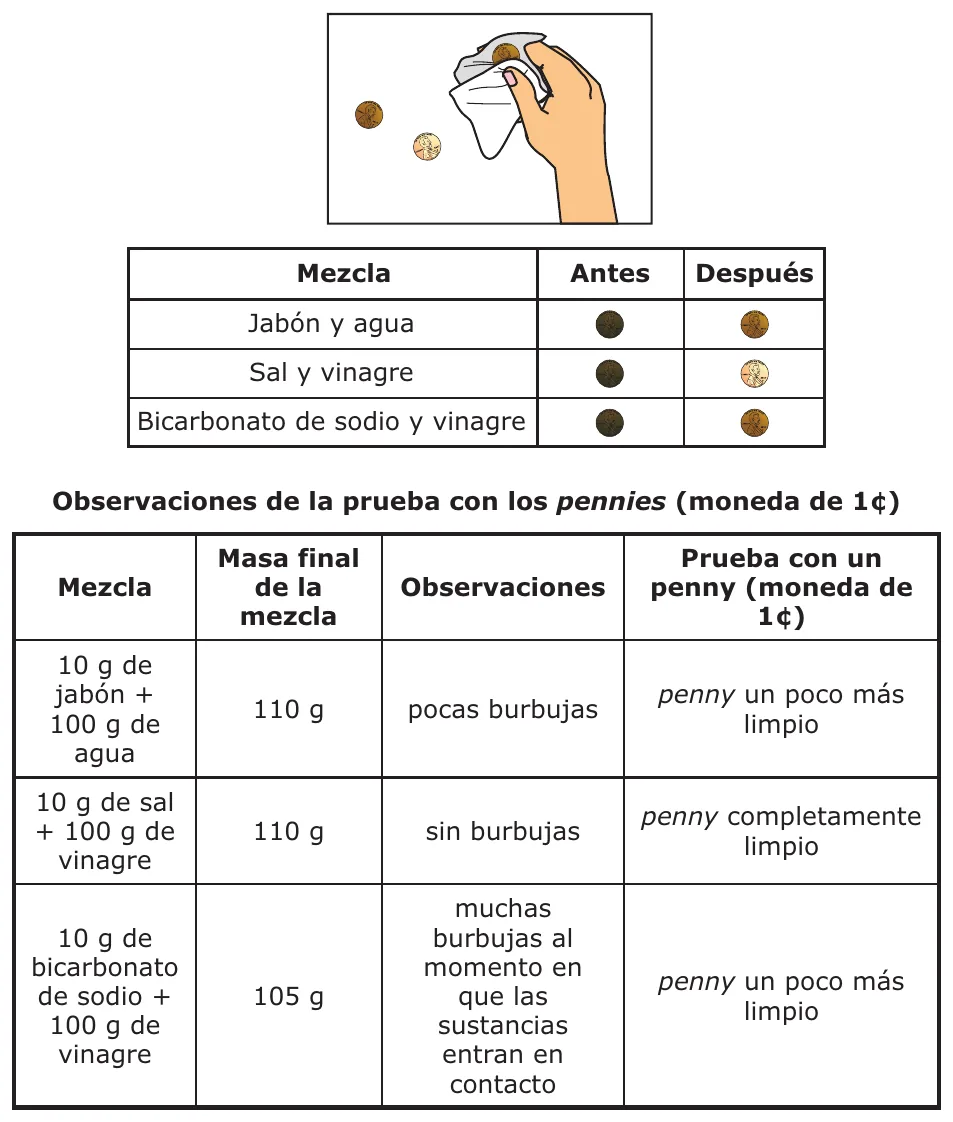 Mezcla Antes Después
Jabón y agua
Sal y vinagre
Bicarbonato de sodio y vinagre
Observaciones de la prueba con los pennies (moneda de 1¢)
Mezcla
Masa final
de la
mezcla
Observaciones
Prueba con un
penny (moneda de
1¢)
10 g de
jabón +
100 g de
agua
110 g
pocas burbujas
penny un poco más
limpio
10 g de sal
+ 100 g de
vinagre
110 g
sin burbujas
penny completamente
limpio
10 g de
bicarbonato
de sodio +
100 g de
vinagre
105 g
muchas
burbujas al
momento en
que las
sustancias
entran en
contacto
penny un poco más
limpio